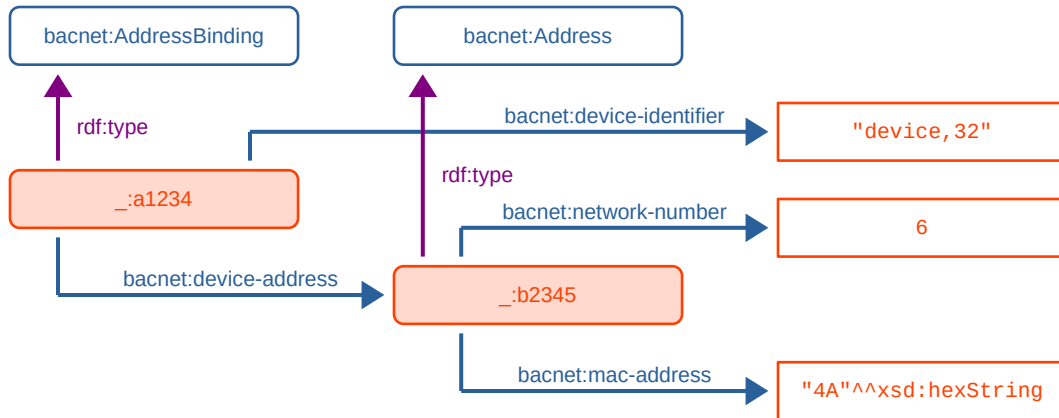 bacnet:AddressBinding
bacnet:Address
bacnet:device-identifier
"device,32"
rdf:type
rdf:type
_:a1234
bacnet:network-number
6
bacnet:device-address
_:b2345
bacnet:mac-address
"4A"^^xsd:hexString